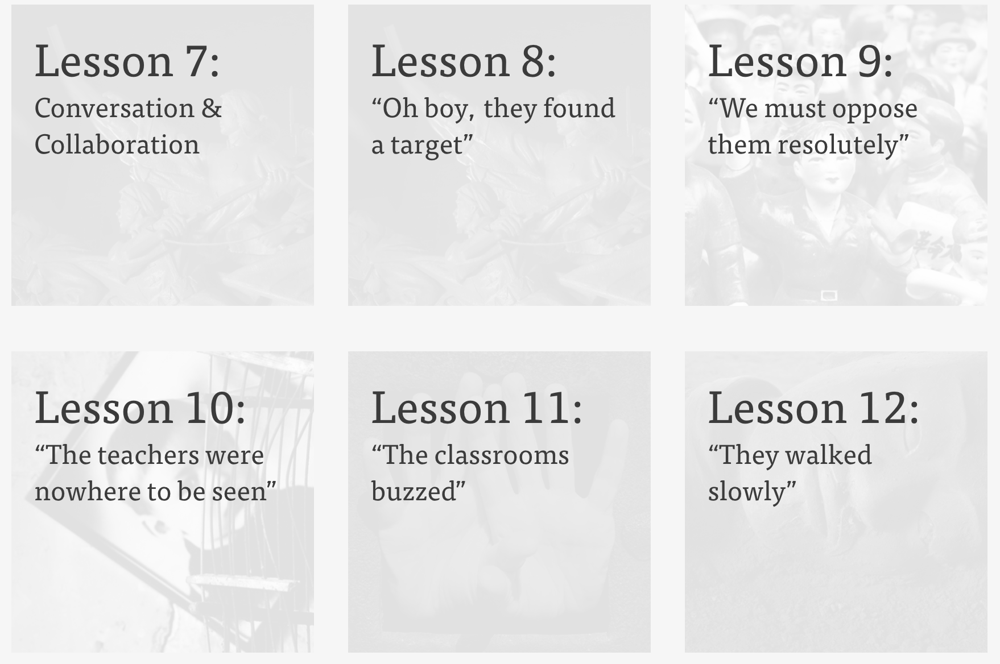 Lesson 7:
Conversation &
Collaboration
Lesson 8:
“Oh boy, they found
a target”
Lesson 9:
“We must oppose
them resolutely”
Lesson 10:
“The teachers were
nowhere to be seen”
Lesson 11:
“The classrooms
buzzed”
Lesson 12:
“They walked
slowly”